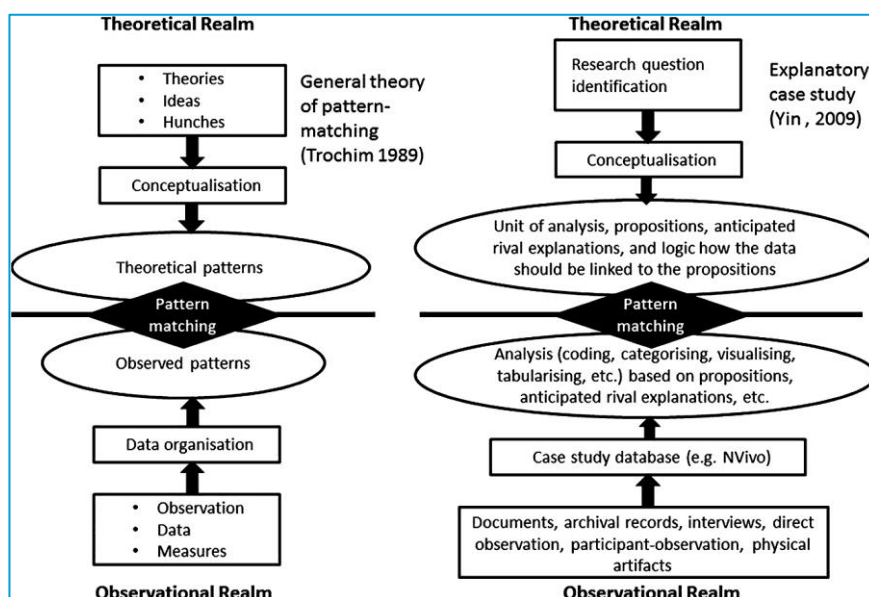 Theoretical Realm
• Theories
• Ideas
• Hunches
General theory
of pattern-
matching
(Trochim 1989)
Conceptualisation
Theoretical patterns
Pattern
matching
Observed patterns
Data organisation
• Observation
• Data
• Measures
Observational Realm
Theoretical Realm
Research question
identification
Explanatory
case study
(Yin , 2009)
Conceptualisation
Unit of analysis, propositions, anticipated
rival explanations, and logic how the data
should be linked to the propositions
Pattern
matching
Analysis (coding, categorising, visualising,
tabularising, etc.) based on propositions,
anticipated rival explanations, etc.
Case study database (e.g. NVivo)
Documents, archival records, interviews, direct
observation, participant-observation, physical
artifacts
Observational Realm